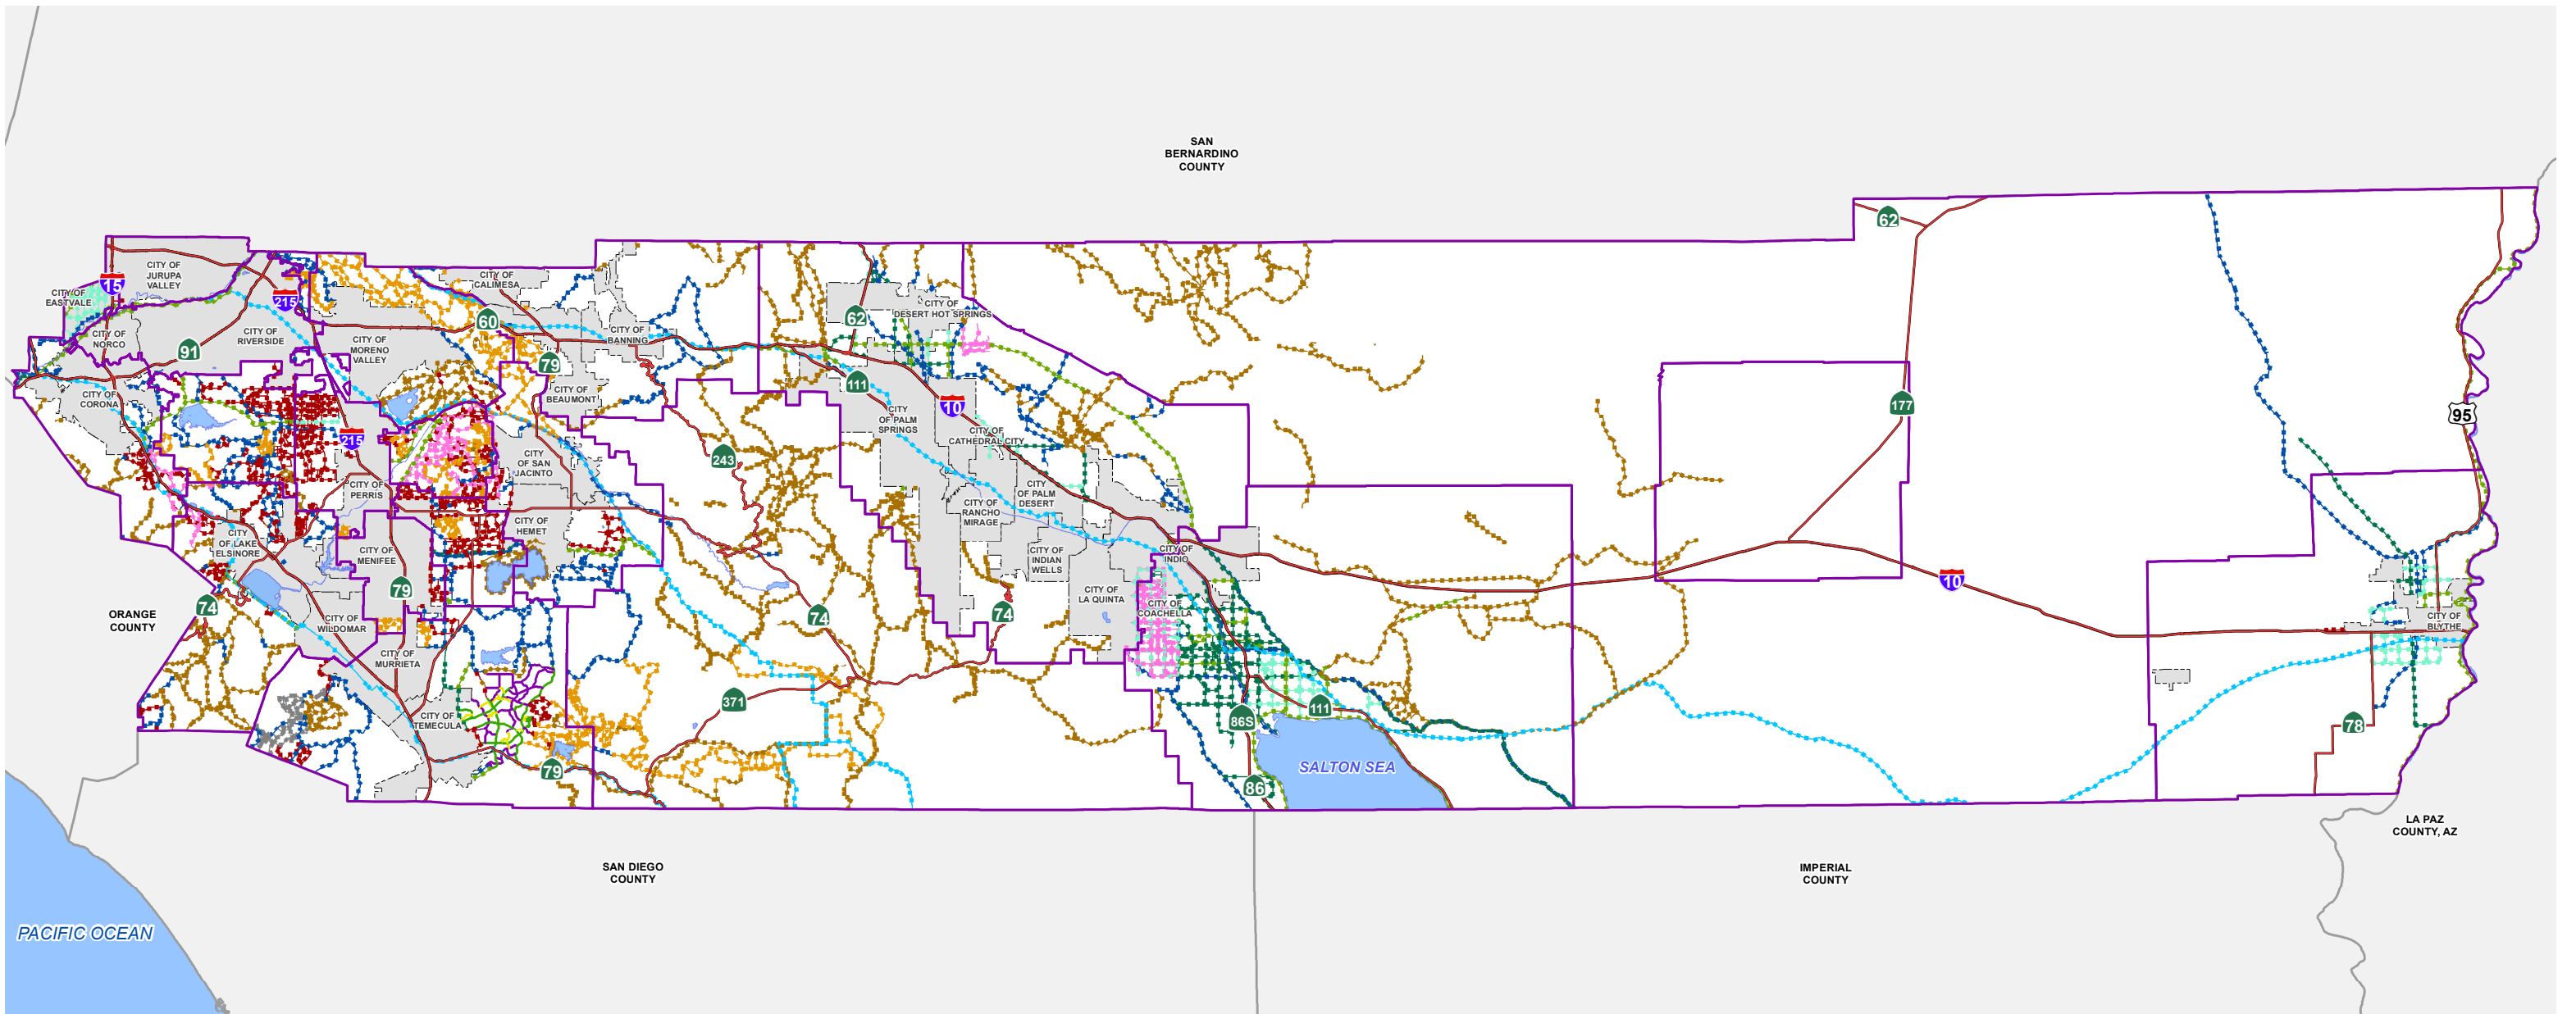 SAN
BERNARDINO
COUNTY
62
CITY OF
JURUPA
VALLEY
CITY OF
CALIMESA
15
CITY OF
EASTVALE
215
CITY OF
DESERT HOT SPRINGS
62
60
CITY OF
NORCO
CITY OF
RIVERSIDE
CITY OF
BANNING
91
CITY OF
MORENO
VALLEY
79
111
CITY OF
CORONA
CITY OF
BEAUMONT
10
177
CITY
OF PALM
SPRINGS
95
215
CITY OF
CATHEDRAL CITY
243
CITY
OF SAN
JACINTO
CITY OF
PERRIS
CITY
OF PALM
DESERT
CITY OF
RANCHO
MIRAGE
CITY OF
HEMET
CITY
OF LAKE
ELSINORE
CITY OF
MENIFEE
CITY OF
INDIO
CITY OF
INDIAN
WELLS
10
79
CITY OF
LA QUINTA
CITY OF
COACHELLA
74
74
74
ORANGE
COUNTY
CITY OF
WILDOMAR
CITY OF
BLYTHE
CITY OF
MURRIETA
371
111
86S
78
CITY OF
TEMECULA
79
SALTON SEA
86
LA PAZ
COUNTY, AZ
SAN DIEGO
COUNTY
IMPERIAL
COUNTY
PACIFIC OCEAN